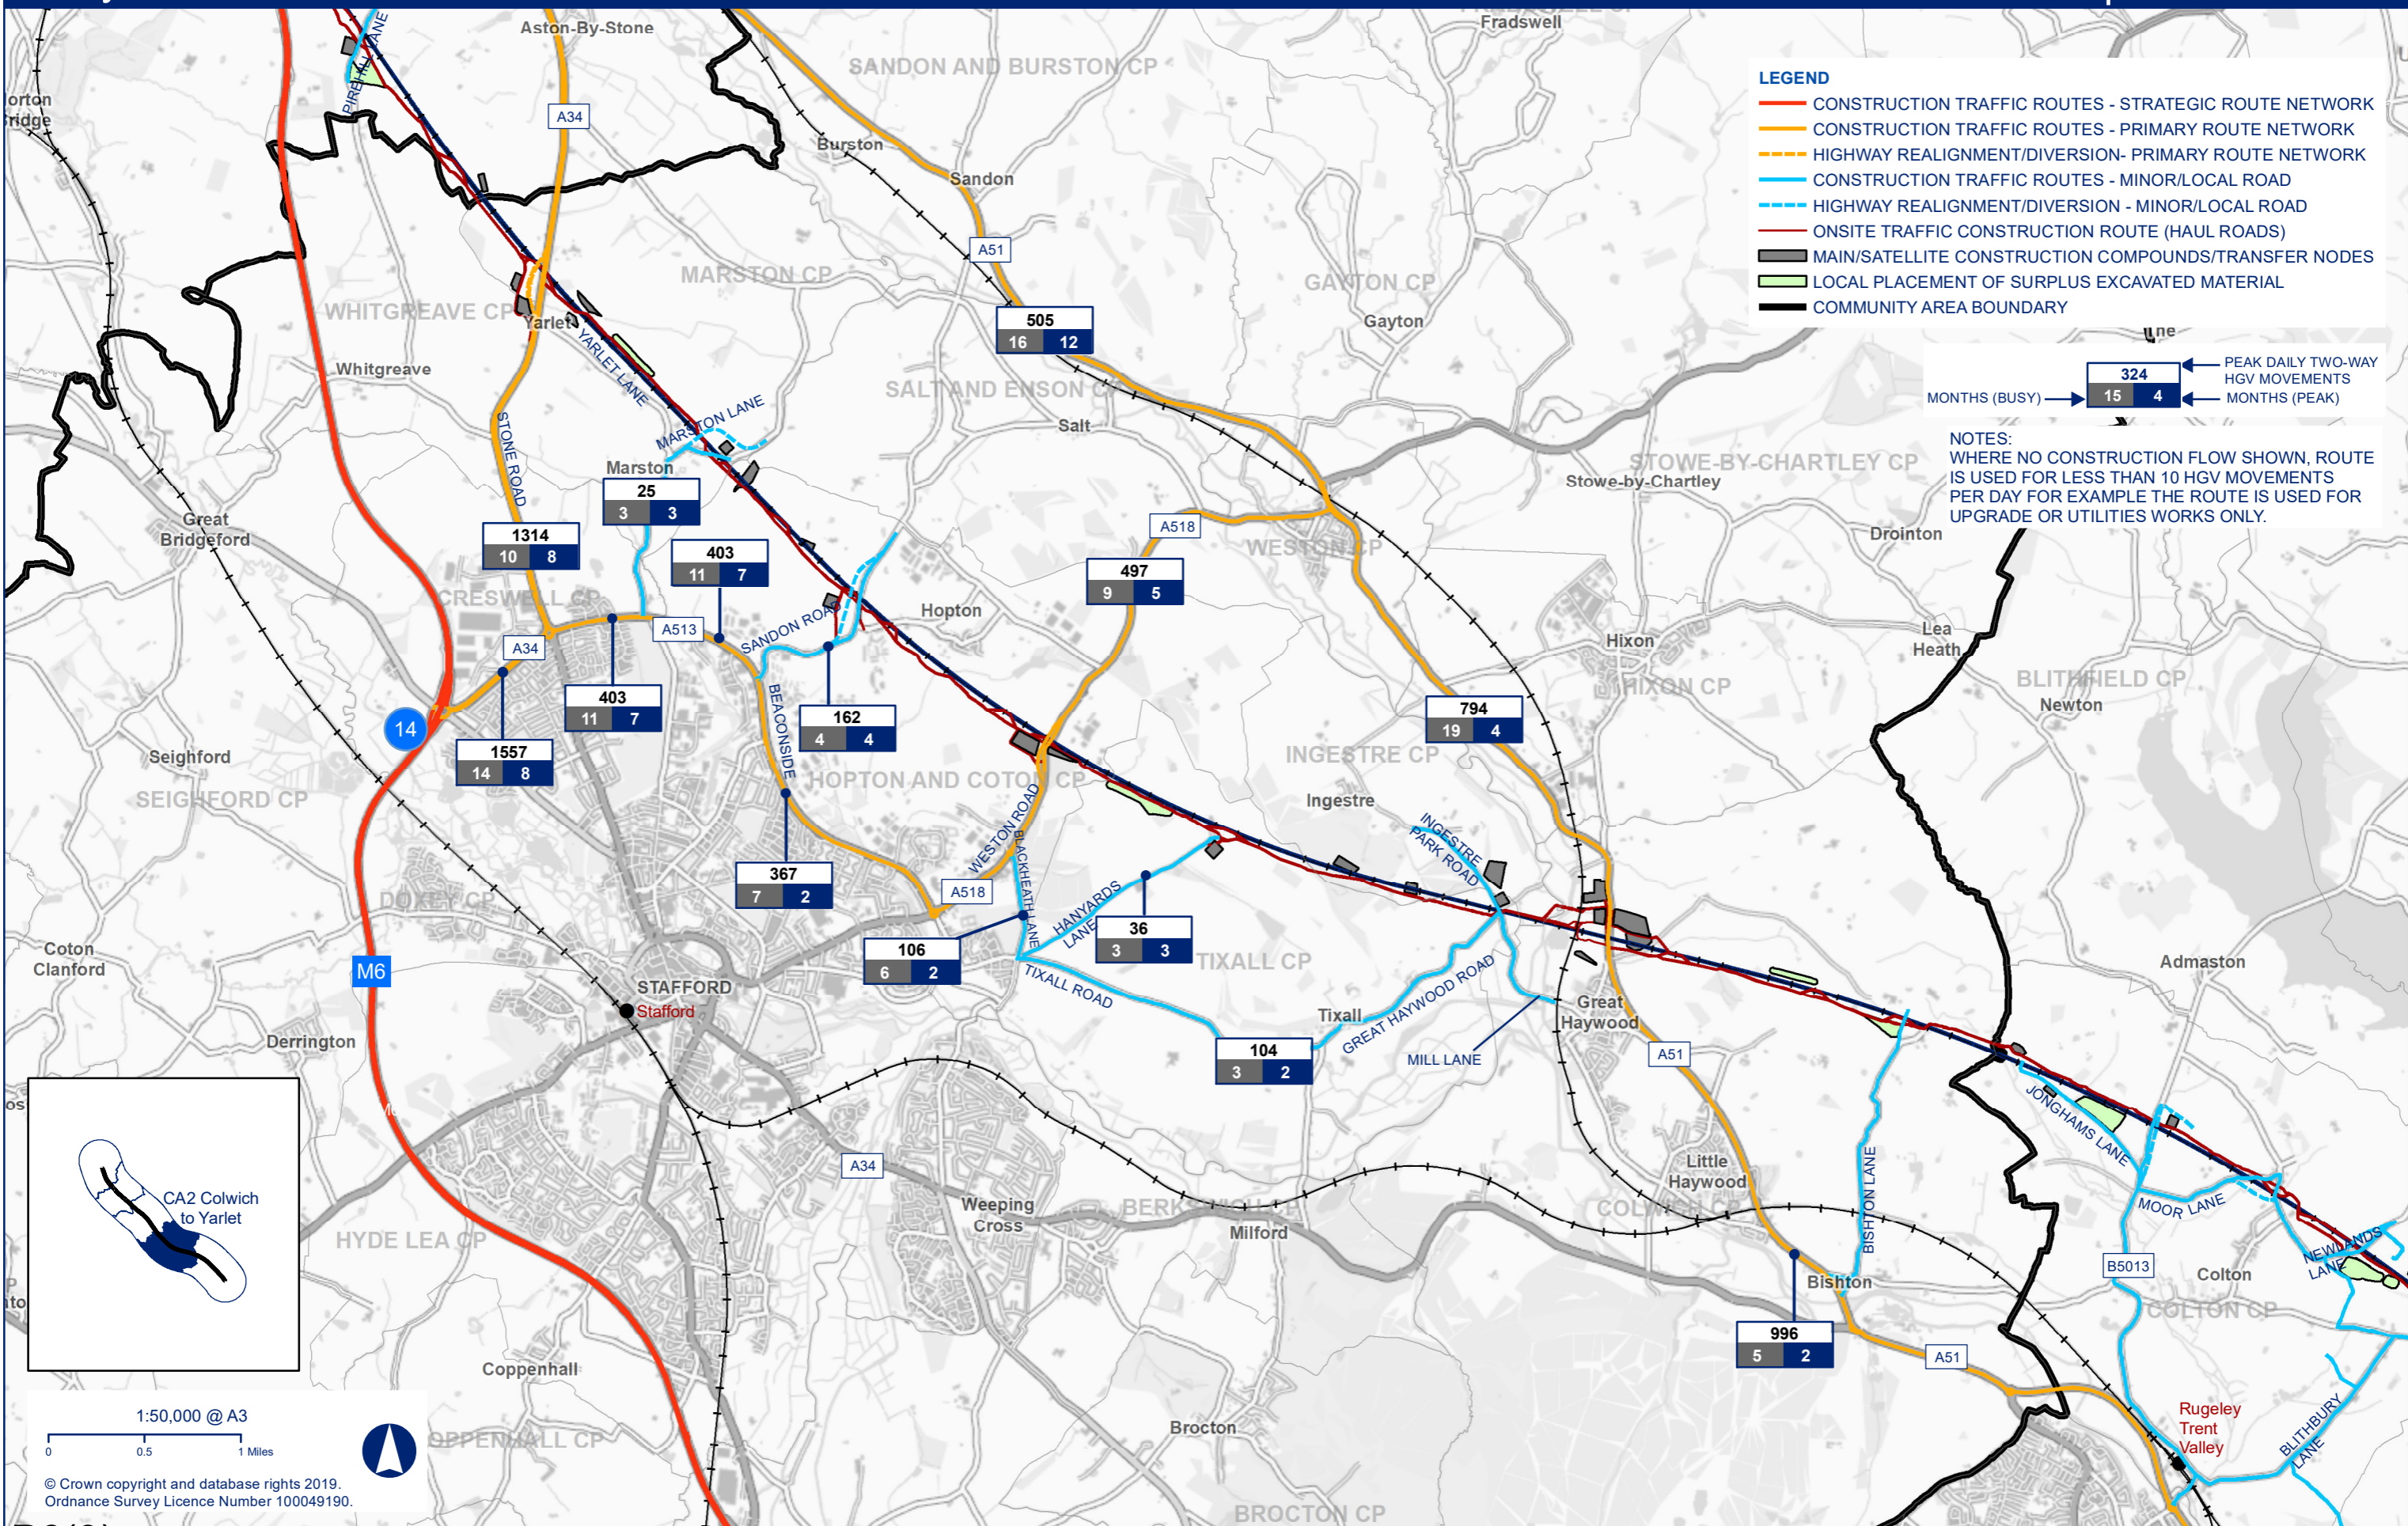 Aston-By-Stone
Fradswell
SANDON AND BURSTON CP
PIREHILL LANE
A34
Burston
Sandon
A51
MARSTON CP
GAYTON CP
WHITGREAVE CP
Yarlet
Gayton
505
16 12
YARLET LANE
Whitgreave
SALT AND ENSON CP
STONE ROAD
MARSTON LANE
Salt
Marston
25
3 3
STOWE-BY-CHARTLEY CP
Stowe-by-Chartley
Great
Bridgeford
1314
10 8
403
11 7
A518
WESTON CP
Drointon
497
9 5
CRESWELL CP
SANDON ROAD
Hopton
A513
A34
Hixon
Lea
Heath
HIXON CP
BLITHFIELD CP
Newton
403
11 7
BEACONSIDE
162
4 4
794
19 4
14
1557
14 8
Seighford
SEIGHFORD CP
HOPTON AND COTON CP
INGESTRE CP
Ingestre
INGESTRE
PARK ROAD
WESTON ROAD
BLACKHEATH LANE
367
7 2
A518
DOXEY CP
HANYARDS
LANE
36
3 3
106
6 2
Coton
Clanford
M6
TIXALL CP
Admaston
STAFFORD
Stafford
TIXALL ROAD
Tixall
GREAT HAYWOOD ROAD
Great
Haywood
MILL LANE
104
3 2
A51
Derrington
JONGHAMS LANE
A34
Little
Haywood
BISHTON LANE
Weeping
Cross
BERKSWICH CP
COLWICH CP
MOOR LANE
Milford
HYDE LEA CP
NEWLANDS
LANE
B5013
Colton
Bishton
COLTON CP
996
5 2
A51
Coppenhall
Brocton
Rugeley
Trent
Valley
BLITHBURY
LANE
OPPENHALL CP
BROCTON CP
LEGEND
CONSTRUCTION TRAFFIC ROUTES - STRATEGIC ROUTE NETWORK
CONSTRUCTION TRAFFIC ROUTES - PRIMARY ROUTE NETWORK
HIGHWAY REALIGNMENT/DIVERSION- PRIMARY ROUTE NETWORK
CONSTRUCTION TRAFFIC ROUTES - MINOR/LOCAL ROAD
HIGHWAY REALIGNMENT/DIVERSION - MINOR/LOCAL ROAD
ONSITE TRAFFIC CONSTRUCTION ROUTE (HAUL ROADS)
MAIN/SATELLITE CONSTRUCTION COMPOUNDS/TRANSFER NODES
LOCAL PLACEMENT OF SURPLUS EXCAVATED MATERIAL
COMMUNITY AREA BOUNDARY
PEAK DAILY TWO-WAY
HGV MOVEMENTS
324
MONTHS (BUSY) 15 4 MONTHS (PEAK)
NOTES:
WHERE NO CONSTRUCTION FLOW SHOWN, ROUTE
IS USED FOR LESS THAN 10 HGV MOVEMENTS
PER DAY FOR EXAMPLE THE ROUTE IS USED FOR
UPGRADE OR UTILITIES WORKS ONLY.
CA2 Colwich
to Yarlet
1:50,000 @ A3
0 0.5 1 Miles
© Crown copyright and database rights 2019.
Ordnance Survey Licence Number 100049190.